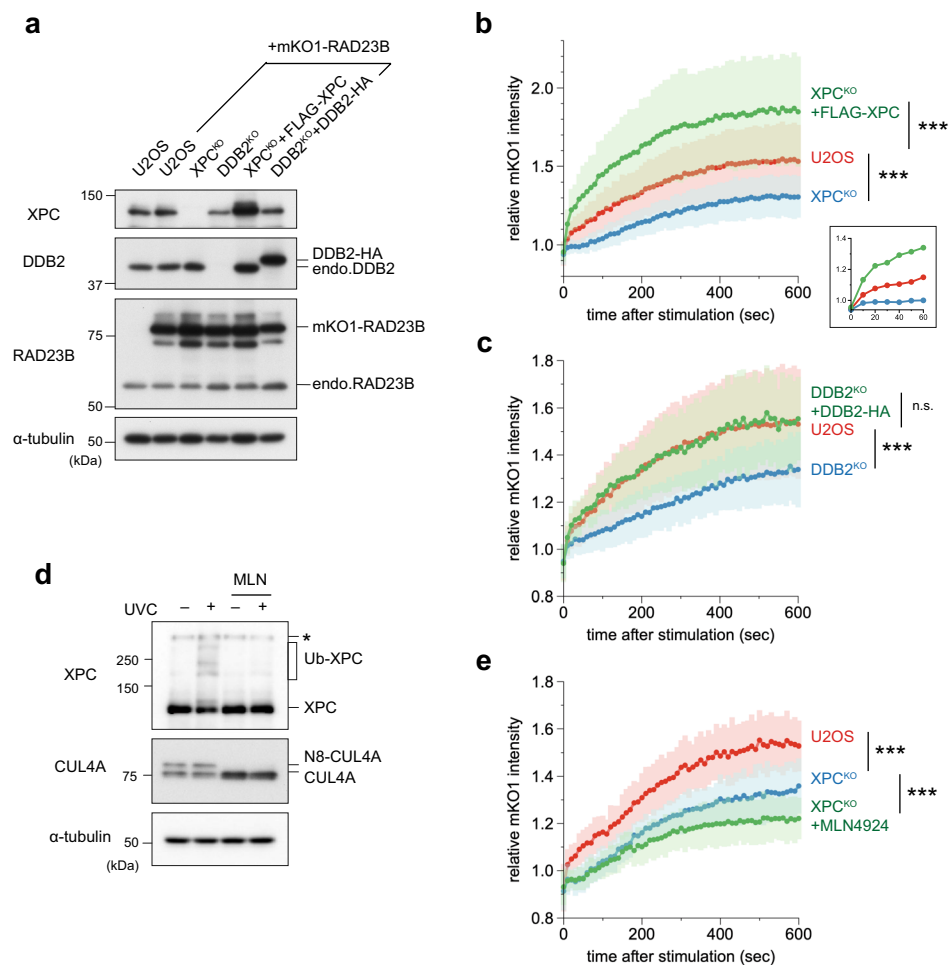 a
+mKO1-RAD23B
U2OS
U2OS
XPCKO
DDB2KO
XPCKO+FLAG-XPC
DDB2KO+DDB2-HA
150
XPC
DDB2
DDB2-HA
endo.DDB2
37
75
RAD23B
mKO1-RAD23B
endo.RAD23B
50
α-tubulin
50
(kDa)
b
relative mKO1 intensity
2.0
1.5
1.0
0
200
400
600
time after stimulation (sec)
XPCKO
+FLAG-XPC
***
U2OS
***
XPCKO
1.4
1.2
1.0
0
20
40
60
c
relative mKO1 intensity
1.8
1.6
1.4
1.2
1.0
0.8
0
200
400
600
time after stimulation (sec)
DDB2KO
+DDB2-HA
n.s.
U2OS
***
DDB2KO
d
MLN
UVC
– + – +
*
250
Ub-XPC
XPC
150
XPC
CUL4A
N8-CUL4A
75
CUL4A
α-tubulin
50
(kDa)
e
relative mKO1 intensity
1.8
1.6
1.4
1.2
1.0
0.8
0
200
400
600
time after stimulation (sec)
U2OS
***
XPCKO
***
XPCKO
+MLN4924